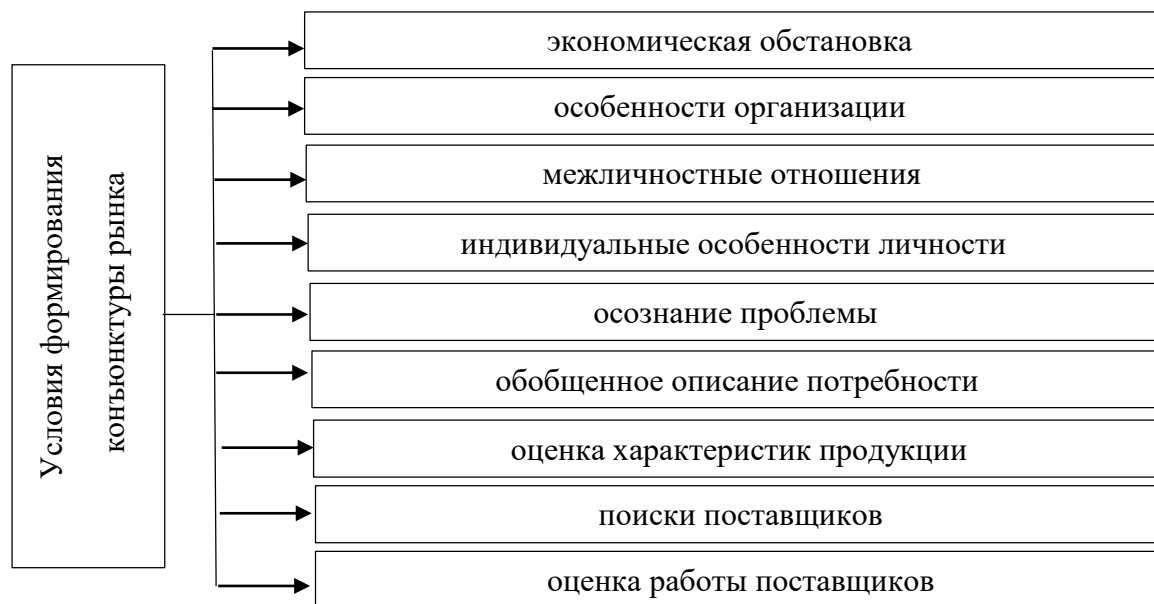 Условия формирования
конъюнктуры рынка
экономическая обстановка
особенности организации
межличностные отношения
индивидуальные особенности личности
осознание проблемы
обобщенное описание потребности
оценка характеристик продукции
поиски поставщиков
оценка работы поставщиков